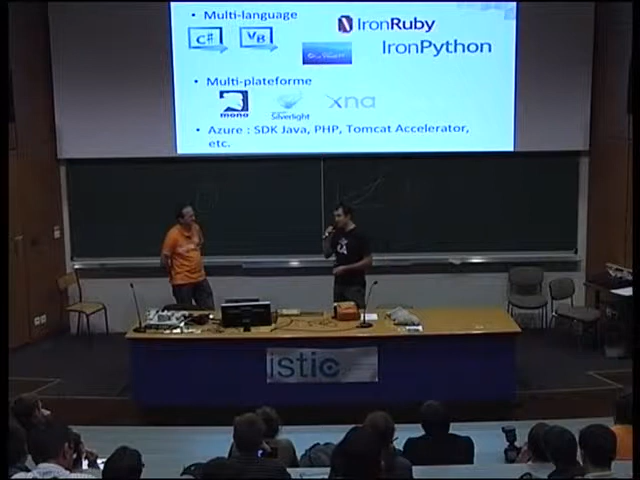 • Multi-language
C# VB IronRuby
IronPython
• Multi-plateforme
mono Silverlight xna
• Azure : SDK Java, PHP, Tomcat Accelerator,
etc.
istic